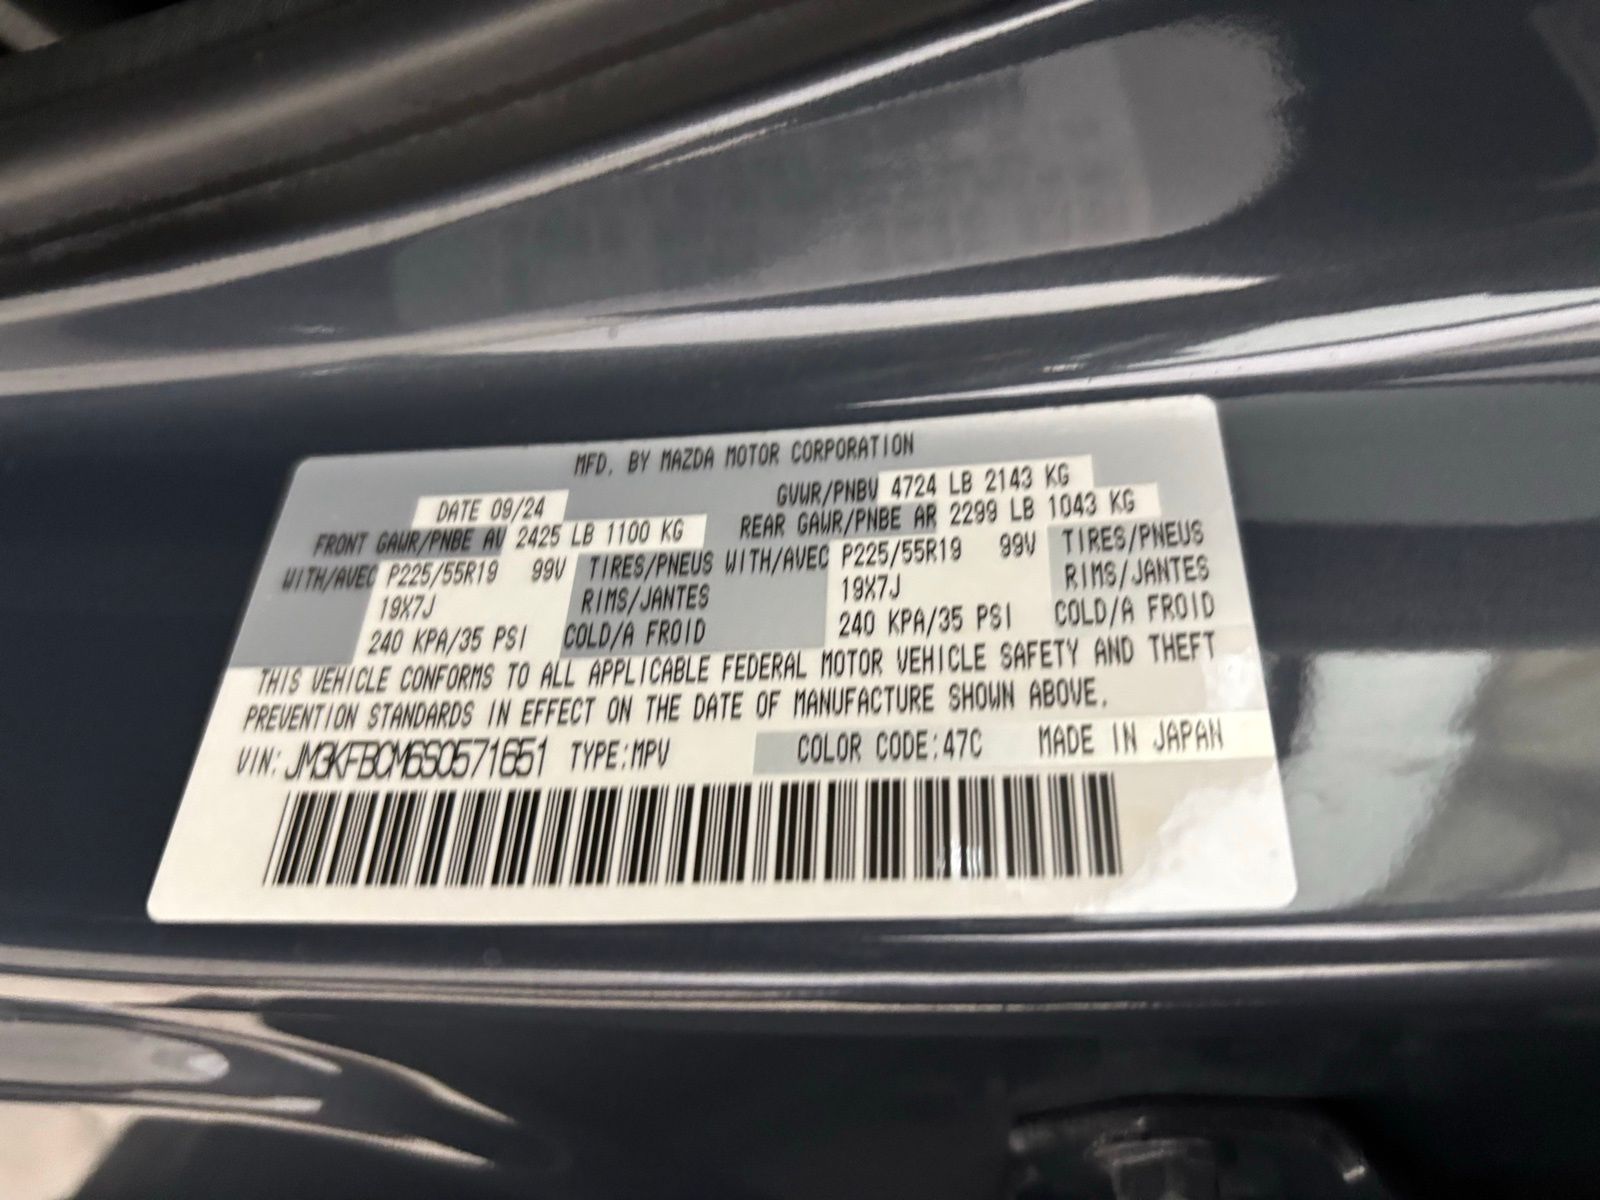 MFD. BY MAZDA MOTOR CORPORATION
DATE 09/24 GVWR/PNBV 4724 LB 2143 KG
FRONT GAWR/PNBE AV 2425 LB 1100 KG REAR GAWR/PNBE AR 2299 LB 1043 KG
WITH/AVEC P225/55R19 99V TIRES/PNEUS WITH/AVEC P225/55R19 99V TIRES/PNEUS
19X7J RIMS/JANTES 19X7J RIMS/JANTES
240 KPA/35 PSI COLD/A FROID 240 KPA/35 PSI COLD/A FROID
THIS VEHICLE CONFORMS TO ALL APPLICABLE FEDERAL MOTOR VEHICLE SAFETY AND THEFT
PREVENTION STANDARDS IN EFFECT ON THE DATE OF MANUFACTURE SHOWN ABOVE.
VIN: JM3KFBCM6S0571651 TYPE:MPV COLOR CODE:47C MADE IN JAPAN